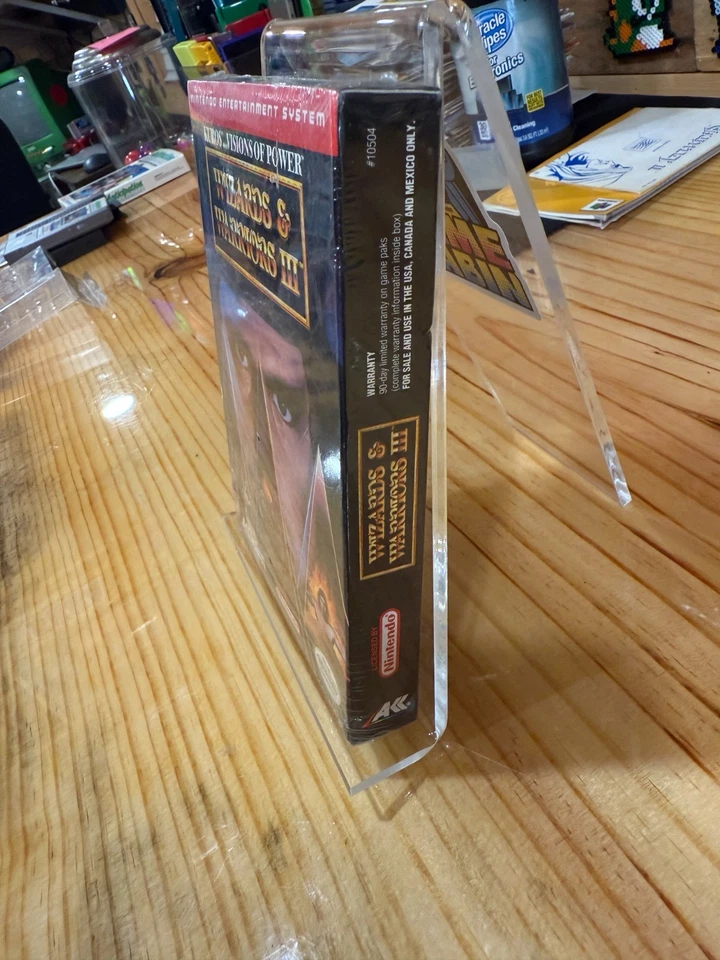 NINTENDO ENTERTAINMENT SYSTEM
KUROS...VISIONS OF POWER
WIZARDS &
WARRIORS III
#10504
WARRANTY
90-day limited warranty on game paks
(complete warranty information inside box)
FOR SALE AND USE IN THE USA, CANADA AND MEXICO ONLY.
WIZARDS &
WARRIORS III
LICENSED BY
Nintendo
Cleaning